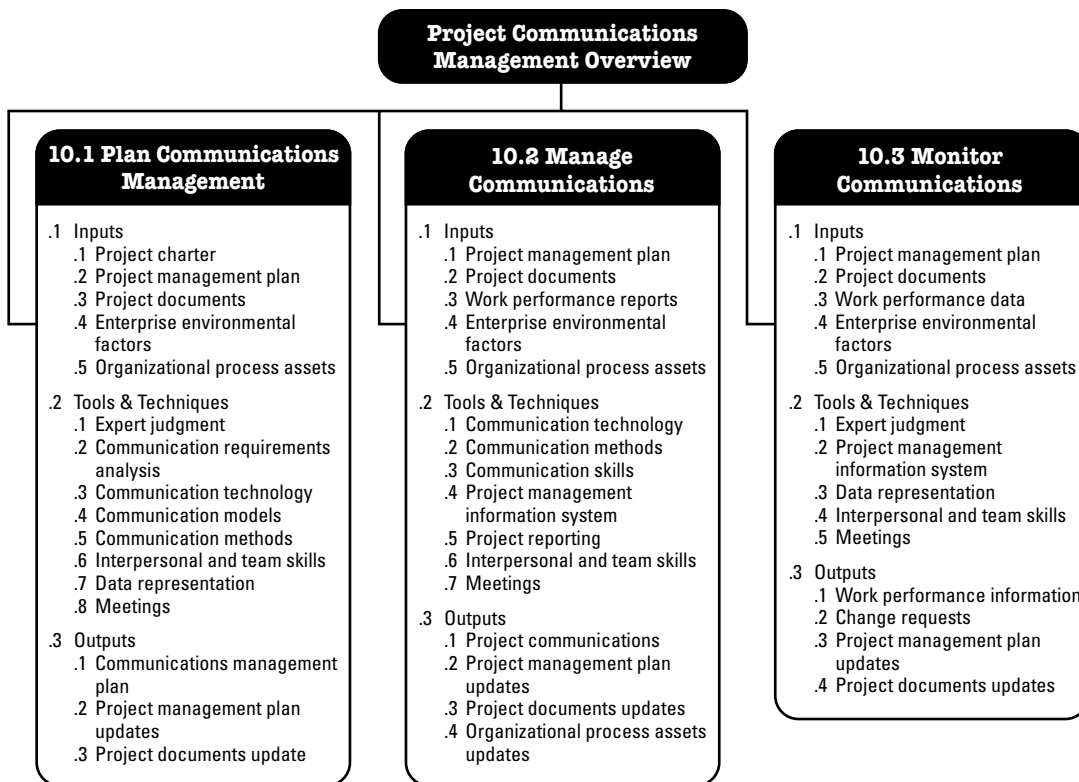 Project Communications
Management Overview
10.1 Plan Communications
Management
.1 Inputs
.1 Project charter
.2 Project management plan
.3 Project documents
.4 Enterprise environmental
factors
.5 Organizational process assets
.2 Tools & Techniques
.1 Expert judgment
.2 Communication requirements
analysis
.3 Communication technology
.4 Communication models
.5 Communication methods
.6 Interpersonal and team skills
.7 Data representation
.8 Meetings
.3 Outputs
.1 Communications management
plan
.2 Project management plan
updates
.3 Project documents update
10.2 Manage
Communications
.1 Inputs
.1 Project management plan
.2 Project documents
.3 Work performance reports
.4 Enterprise environmental
factors
.5 Organizational process assets
.2 Tools & Techniques
.1 Communication technology
.2 Communication methods
.3 Communication skills
.4 Project management
information system
.5 Project reporting
.6 Interpersonal and team skills
.7 Meetings
.3 Outputs
.1 Project communications
.2 Project management plan
updates
.3 Project documents updates
.4 Organizational process assets
updates
10.3 Monitor
Communications
.1 Inputs
.1 Project management plan
.2 Project documents
.3 Work performance data
.4 Enterprise environmental
factors
.5 Organizational process assets
.2 Tools & Techniques
.1 Expert judgment
.2 Project management
information system
.3 Data representation
.4 Interpersonal and team skills
.5 Meetings
.3 Outputs
.1 Work performance information
.2 Change requests
.3 Project management plan
updates
.4 Project documents updates